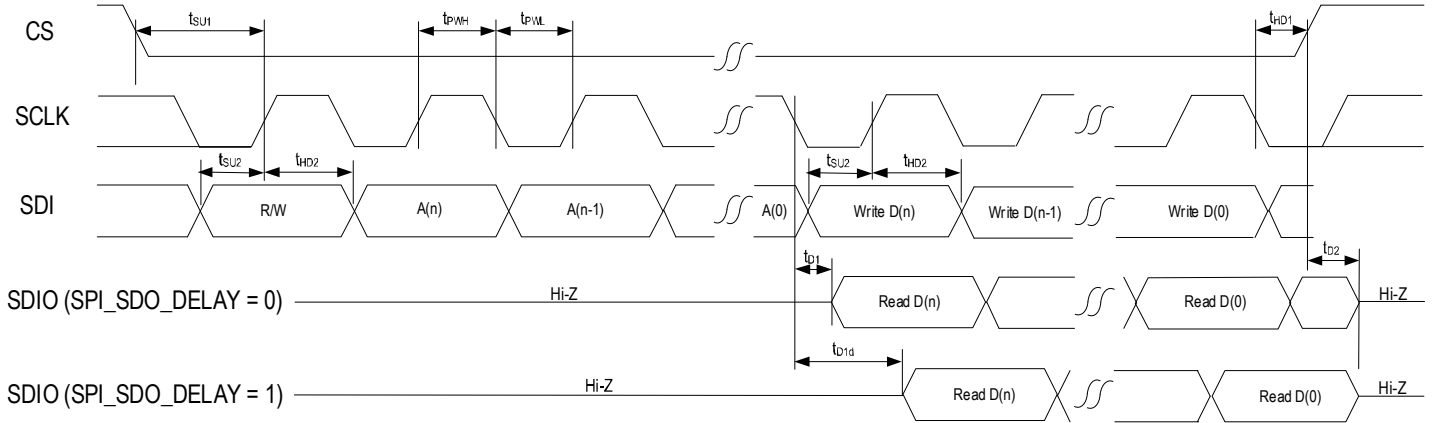 CS
tSU1
tPWH
tPWL
tHD1
SCLK
tSU2
tHD2
tSU2
tHD2
SDI
R/W
A(n)
A(n-1)
A(0)
Write D(n)
Write D(n-1)
Write D(0)
tD1
tD2
SDIO (SPI_SDO_DELAY = 0)
Hi-Z
Read D(n)
Read D(0)
Hi-Z
tD1d
SDIO (SPI_SDO_DELAY = 1)
Hi-Z
Read D(n)
Read D(0)
Hi-Z